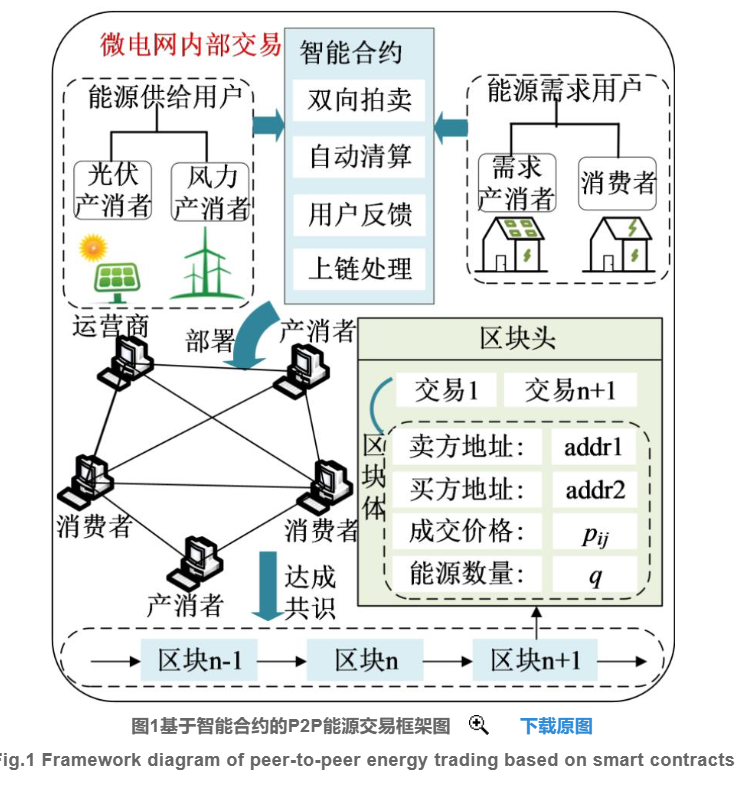 微电网内部交易
智能合约
双向拍卖
自动清算
用户反馈
上链处理
能源供给用户
光伏
产消者
风力
产消者
能源需求用户
需求
产消者
消费者
运营商
部署
产消者
消费者
消费者
产消者
达成
共识
区块头
交易1
交易n+1
区块体
卖方地址: addr1
买方地址: addr2
成交价格: pij
能源数量: q
区块n-1
区块n
区块n+1
图1基于智能合约的P2P能源交易框架图
下载原图
Fig.1 Framework diagram of peer-to-peer energy trading based on smart contracts